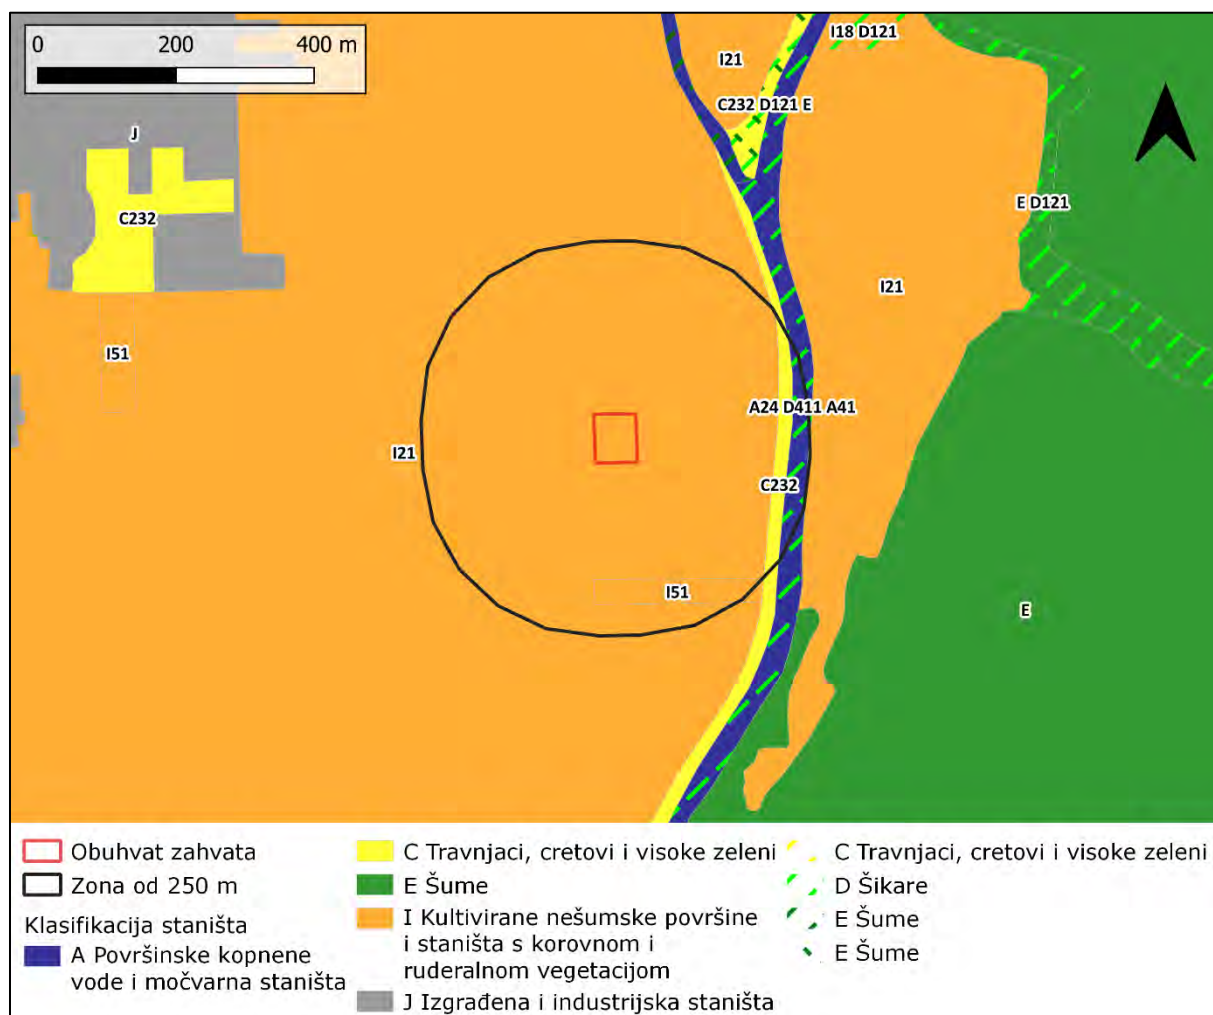 0 200 400 m
I18 D121
I21
C232 D121 E
J
E D121
C232
I21
I51
A24 D411 A41
I21
C232
I51
E
Obuhvat zahvata
Zona od 250 m
Klasifikacija staništa
A Površinske kopnene
vode i močvarna staništa
C Travnjaci, cretovi i visoke zeleni
E Šume
I Kultivirane nešumske površine
i staništa s korovnom i
ruderalnom vegetacijom
J Izgrađena i industrijska staništa
C Travnjaci, cretovi i visoke zeleni
D Šikare
E Šume
E Šume